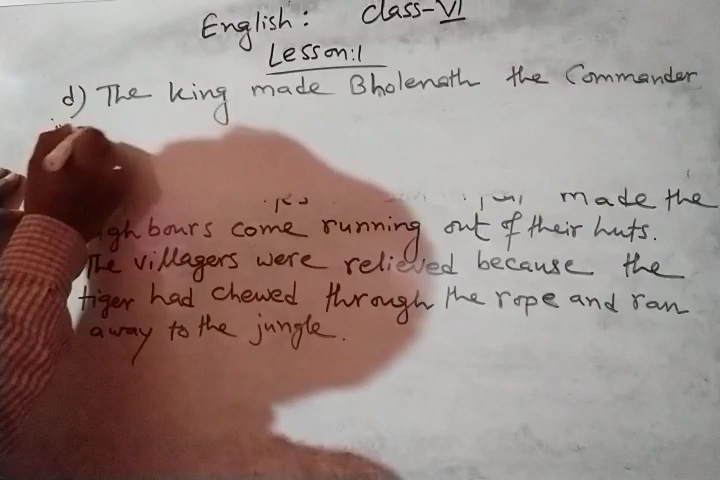 English: Class-VI
Lesson:1
d) The king made Bholenath the Commander
made the
ghbours come running out of their huts.
The villagers were relieved because the
tiger had chewed through the rope and ran
away to the jungle.